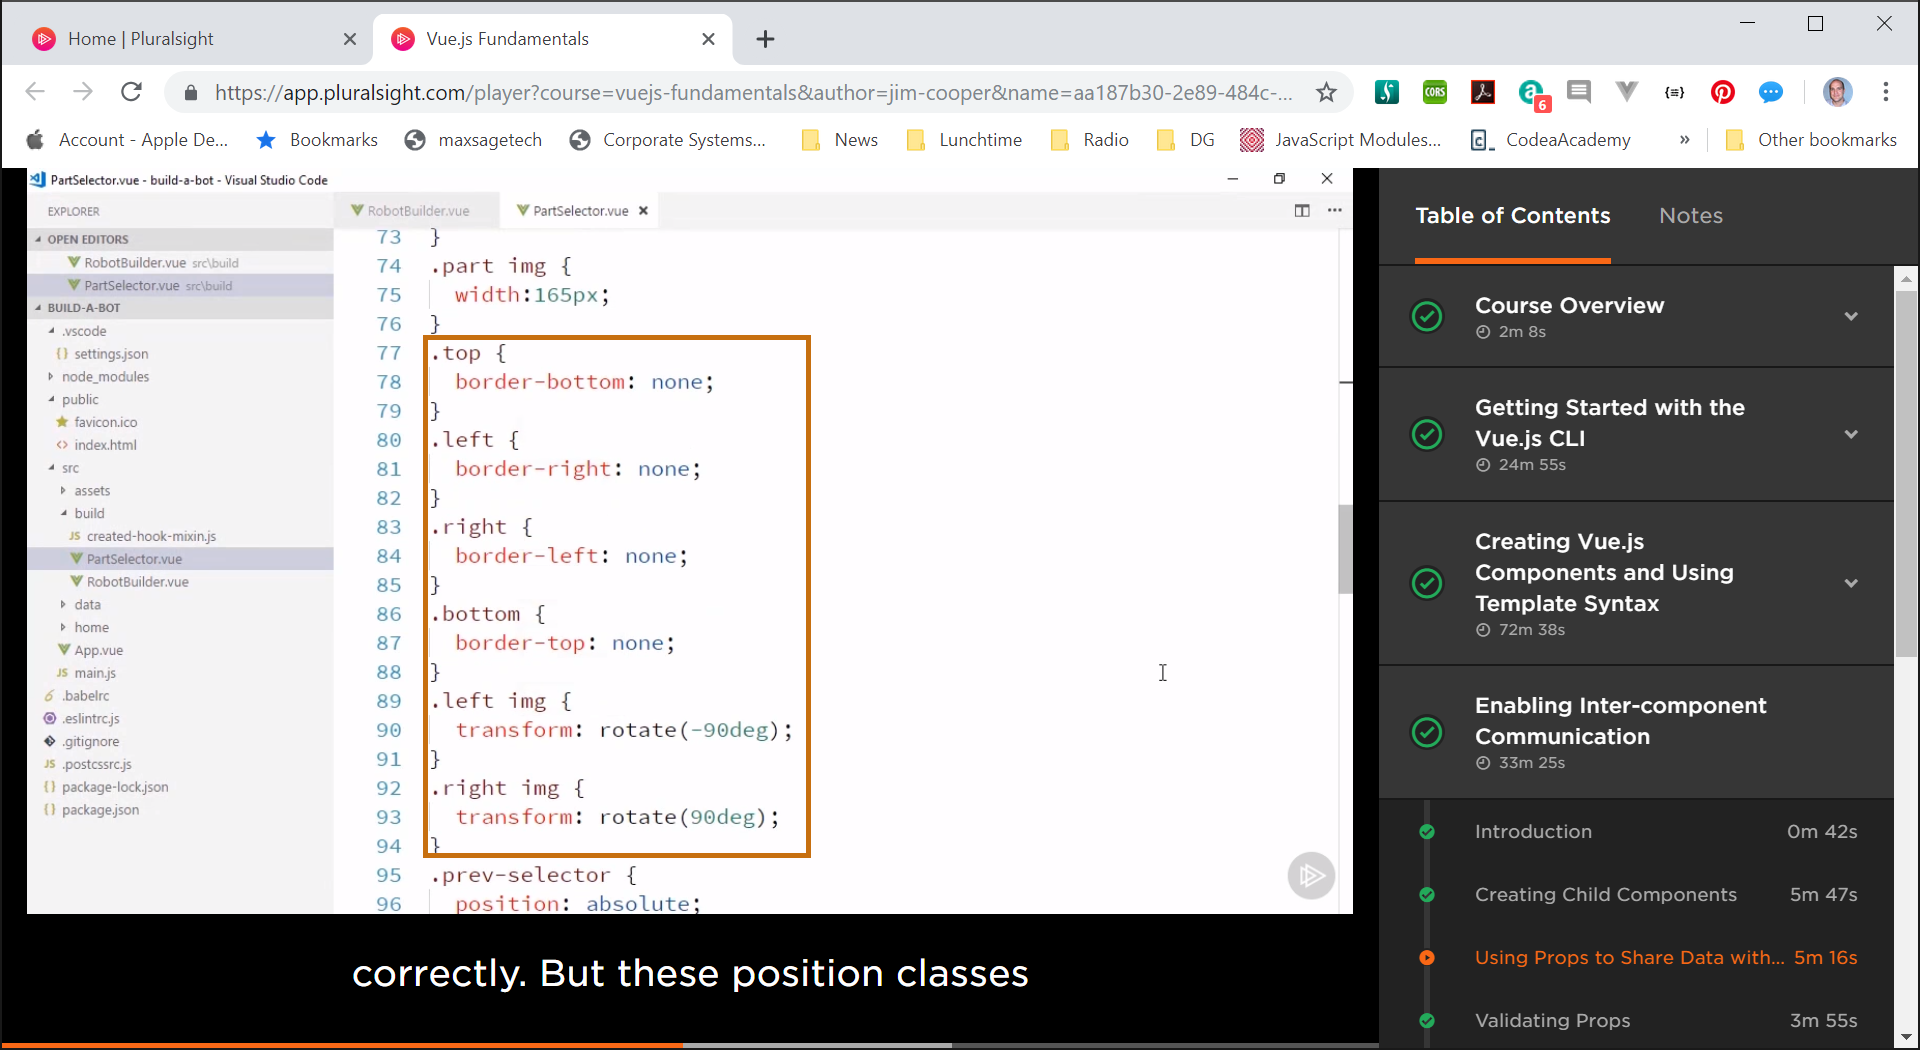 Home | Pluralsight
Vue.js Fundamentals
https://app.pluralsight.com/player?course=vuejs-fundamentals&author=jim-cooper&name=aa187b30-2e89-484c-...
CORS
6
{≡}
Account - Apple De...
Bookmarks
maxsagetech
Corporate Systems...
News
Lunchtime
Radio
DG
JavaScript Modules...
CodeaAcademy
»
Other bookmarks
PartSelector.vue - build-a-bot - Visual Studio Code
EXPLORER
OPEN EDITORS
RobotBuilder.vue src\build
PartSelector.vue src\build
BUILD-A-BOT
.vscode
{} settings.json
node_modules
public
favicon.ico
<> index.html
src
assets
build
JS created-hook-mixin.js
PartSelector.vue
RobotBuilder.vue
data
home
App.vue
JS main.js
.babelrc
.eslintrc.js
.gitignore
JS .postcssrc.js
{} package-lock.json
{} package.json
RobotBuilder.vue
PartSelector.vue
73 }
74 .part img {
75 width:165px;
76 }
77 .top {
78 border-bottom: none;
79 }
80 .left {
81 border-right: none;
82 }
83 .right {
84 border-left: none;
85 }
86 .bottom {
87 border-top: none;
88 }
89 .left img {
90 transform: rotate(-90deg);
91 }
92 .right img {
93 transform: rotate(90deg);
94 }
95 .prev-selector {
96 position: absolute;
correctly. But these position classes
Table of Contents
Notes
Course Overview
2m 8s
Getting Started with the
Vue.js CLI
24m 55s
Creating Vue.js
Components and Using
Template Syntax
72m 38s
Enabling Inter-component
Communication
33m 25s
Introduction 0m 42s
Creating Child Components 5m 47s
Using Props to Share Data with... 5m 16s
Validating Props 3m 55s